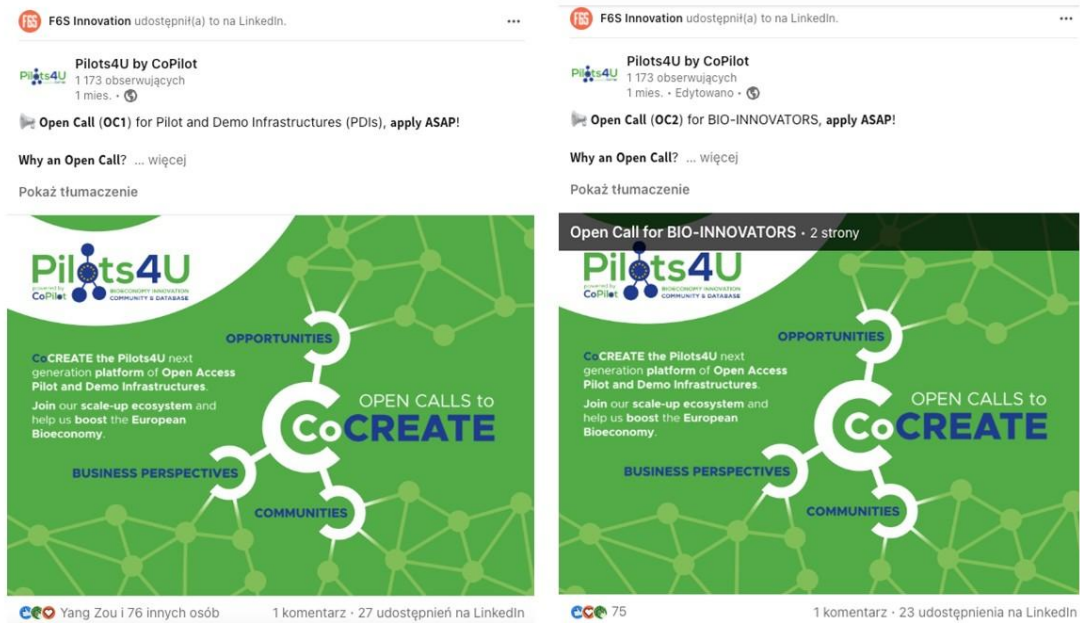 F6S Innovation udostępnił(a) to na LinkedIn.
Pilots4U by CoPilot
1 173 obserwujących
1 mies. •
Open Call (OC1) for Pilot and Demo Infrastructures (PDIs), apply ASAP!
Why an Open Call? ... więcej
Pokaż tłumaczenie
Pilots4U
powered by
CoPilot
BIOECONOMY INNOVATION
COMMUNITY & DATABASE
OPPORTUNITIES
CoCREATE the Pilots4U next
generation platform of Open Access
Pilot and Demo Infrastructures.
Join our scale-up ecosystem and
help us boost the European
Bioeconomy.
OPEN CALLS to
CoCREATE
BUSINESS PERSPECTIVES
COMMUNITIES
Yang Zou i 76 innych osób
1 komentarz · 27 udostępnień na LinkedIn
F6S Innovation udostępnił(a) to na LinkedIn.
Pilots4U by CoPilot
1 173 obserwujących
1 mies. • Edytowano •
Open Call (OC2) for BIO-INNOVATORS, apply ASAP!
Why an Open Call? ... więcej
Pokaż tłumaczenie
Open Call for BIO-INNOVATORS • 2 strony
Pilots4U
powered by
CoPilot
BIOECONOMY INNOVATION
COMMUNITY & DATABASE
OPPORTUNITIES
CoCREATE the Pilots4U next
generation platform of Open Access
Pilot and Demo Infrastructures.
Join our scale-up ecosystem and
help us boost the European
Bioeconomy.
OPEN CALLS to
CoCREATE
BUSINESS PERSPECTIVES
COMMUNITIES
75
1 komentarz · 23 udostępnienia na LinkedIn